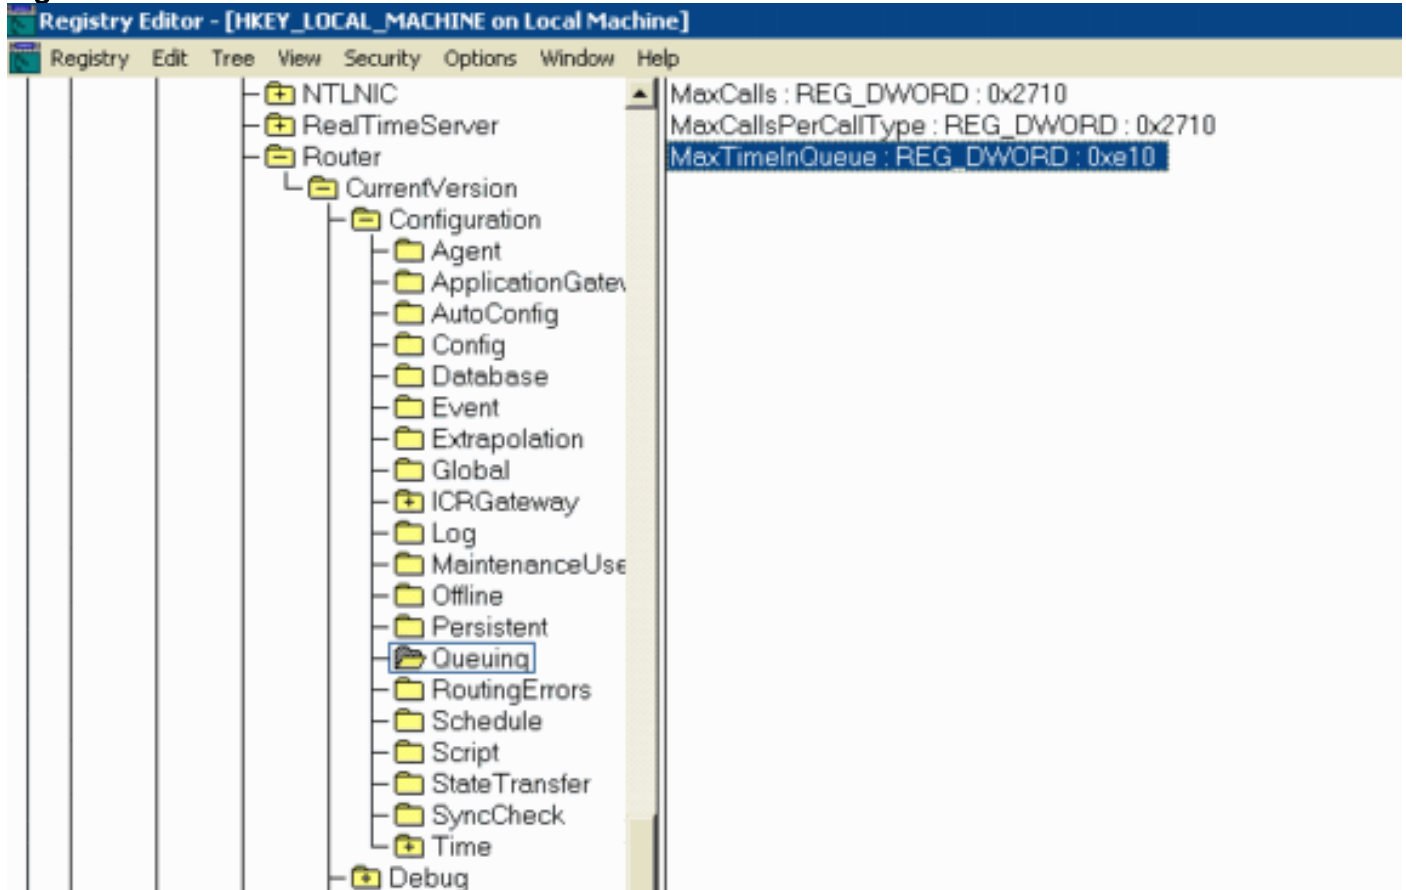 Registry Editor - [HKEY_LOCAL_MACHINE on Local Machine]
Registry Edit Tree View Security Options Window Help
NTLNIC
RealTimeServer
Router
CurrentVersion
Configuration
Agent
ApplicationGatew
AutoConfig
Config
Database
Event
Extrapolation
Global
ICRGateway
Log
MaintenanceUse
Offline
Persistent
Queuing
RoutingErrors
Schedule
Script
StateTransfer
SyncCheck
Time
Debug
MaxCalls : REG_DWORD : 0x2710
MaxCallsPerCallType : REG_DWORD : 0x2710
MaxTimeInQueue : REG_DWORD : 0xe10